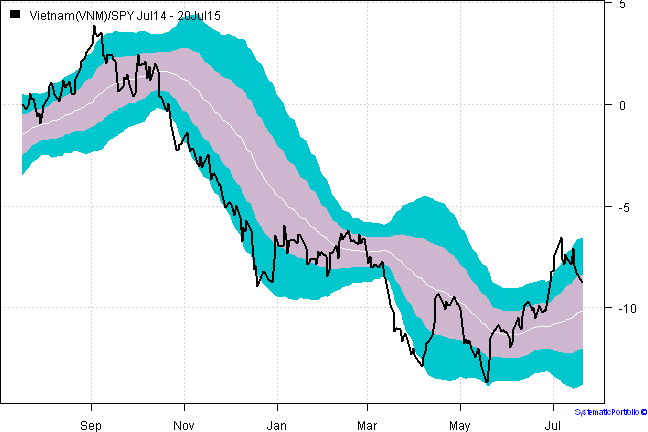 Vietnam(VNM)/SPY Jul14 - 20Jul15
5
0
-5
-10
Sep Nov Jan Mar May Jul
SystematicPortfolio ©